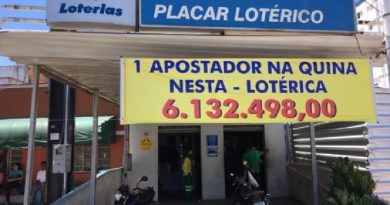 Loterias
PLACAR LOTÉRICO
1 APOSTADOR NA QUINA
NESTA - LOTÉRICA
6.132.498,00